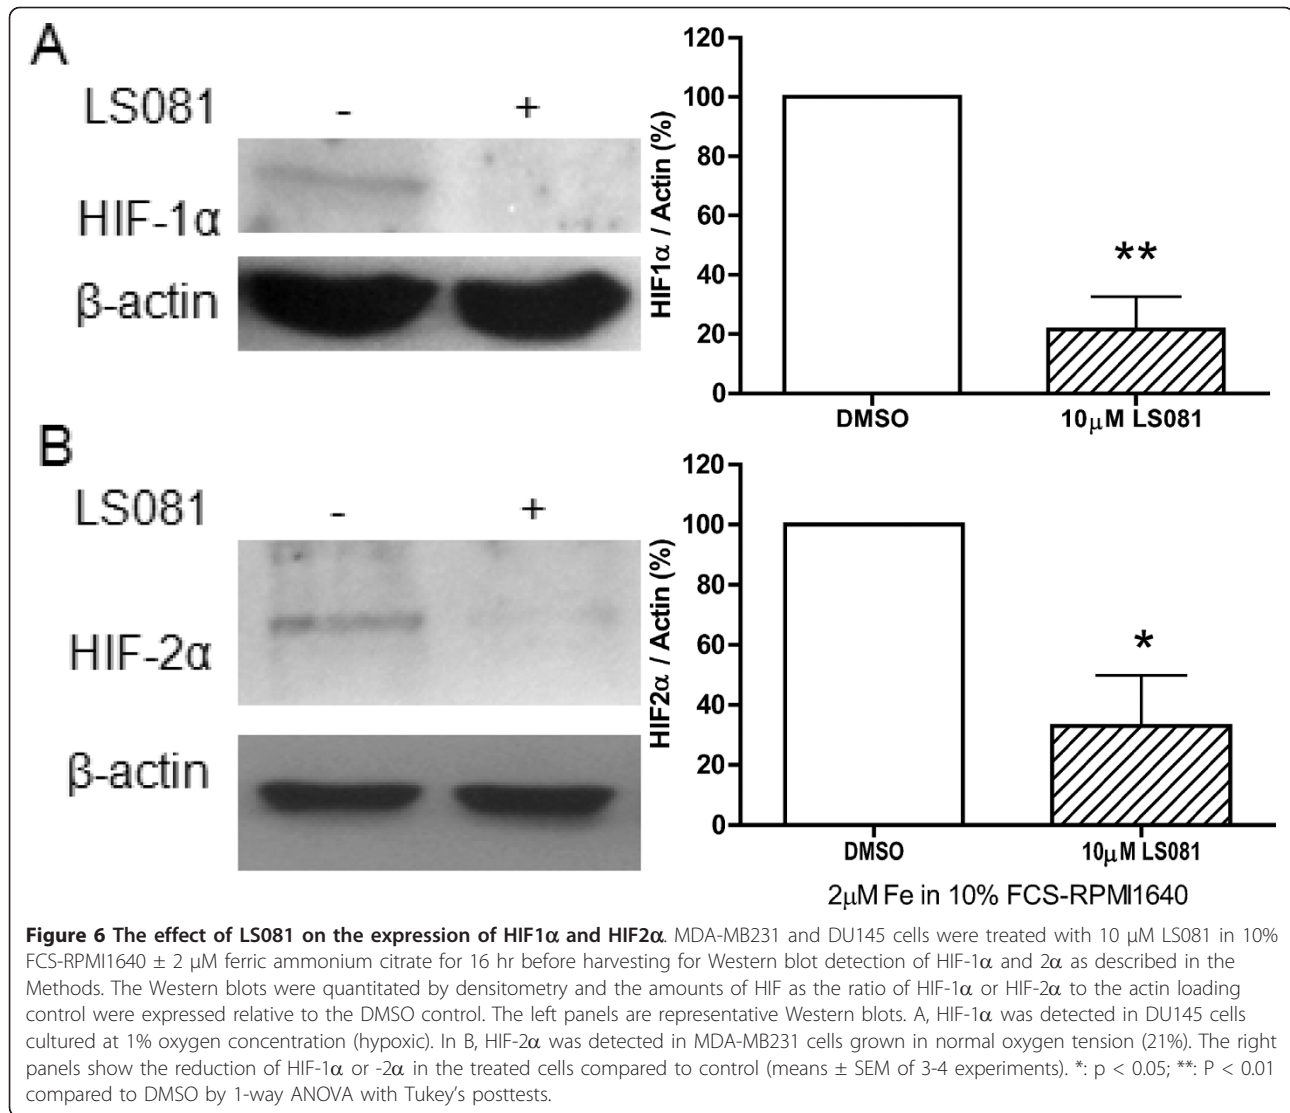 A
LS081
- +
HIF-1α
β-actin
120
100
80
60
40
20
0
HIF1α / Actin (%)
**
DMSO 10μM LS081
B
LS081
- +
HIF-2α
β-actin
120
100
80
60
40
20
0
HIF2α / Actin (%)
*
DMSO 10μM LS081
2μM Fe in 10% FCS-RPMI1640
Figure 6 The effect of LS081 on the expression of HIF1α and HIF2α. MDA-MB231 and DU145 cells were treated with 10 μM LS081 in 10%
FCS-RPMI1640 ± 2 μM ferric ammonium citrate for 16 hr before harvesting for Western blot detection of HIF-1α and 2α as described in the
Methods. The Western blots were quantitated by densitometry and the amounts of HIF as the ratio of HIF-1α or HIF-2α to the actin loading
control were expressed relative to the DMSO control. The left panels are representative Western blots. A, HIF-1α was detected in DU145 cells
cultured at 1% oxygen concentration (hypoxic). In B, HIF-2α was detected in MDA-MB231 cells grown in normal oxygen tension (21%). The right
panels show the reduction of HIF-1α or -2α in the treated cells compared to control (means ± SEM of 3-4 experiments). *: p < 0.05; **: P < 0.01
compared to DMSO by 1-way ANOVA with Tukey's posttests.